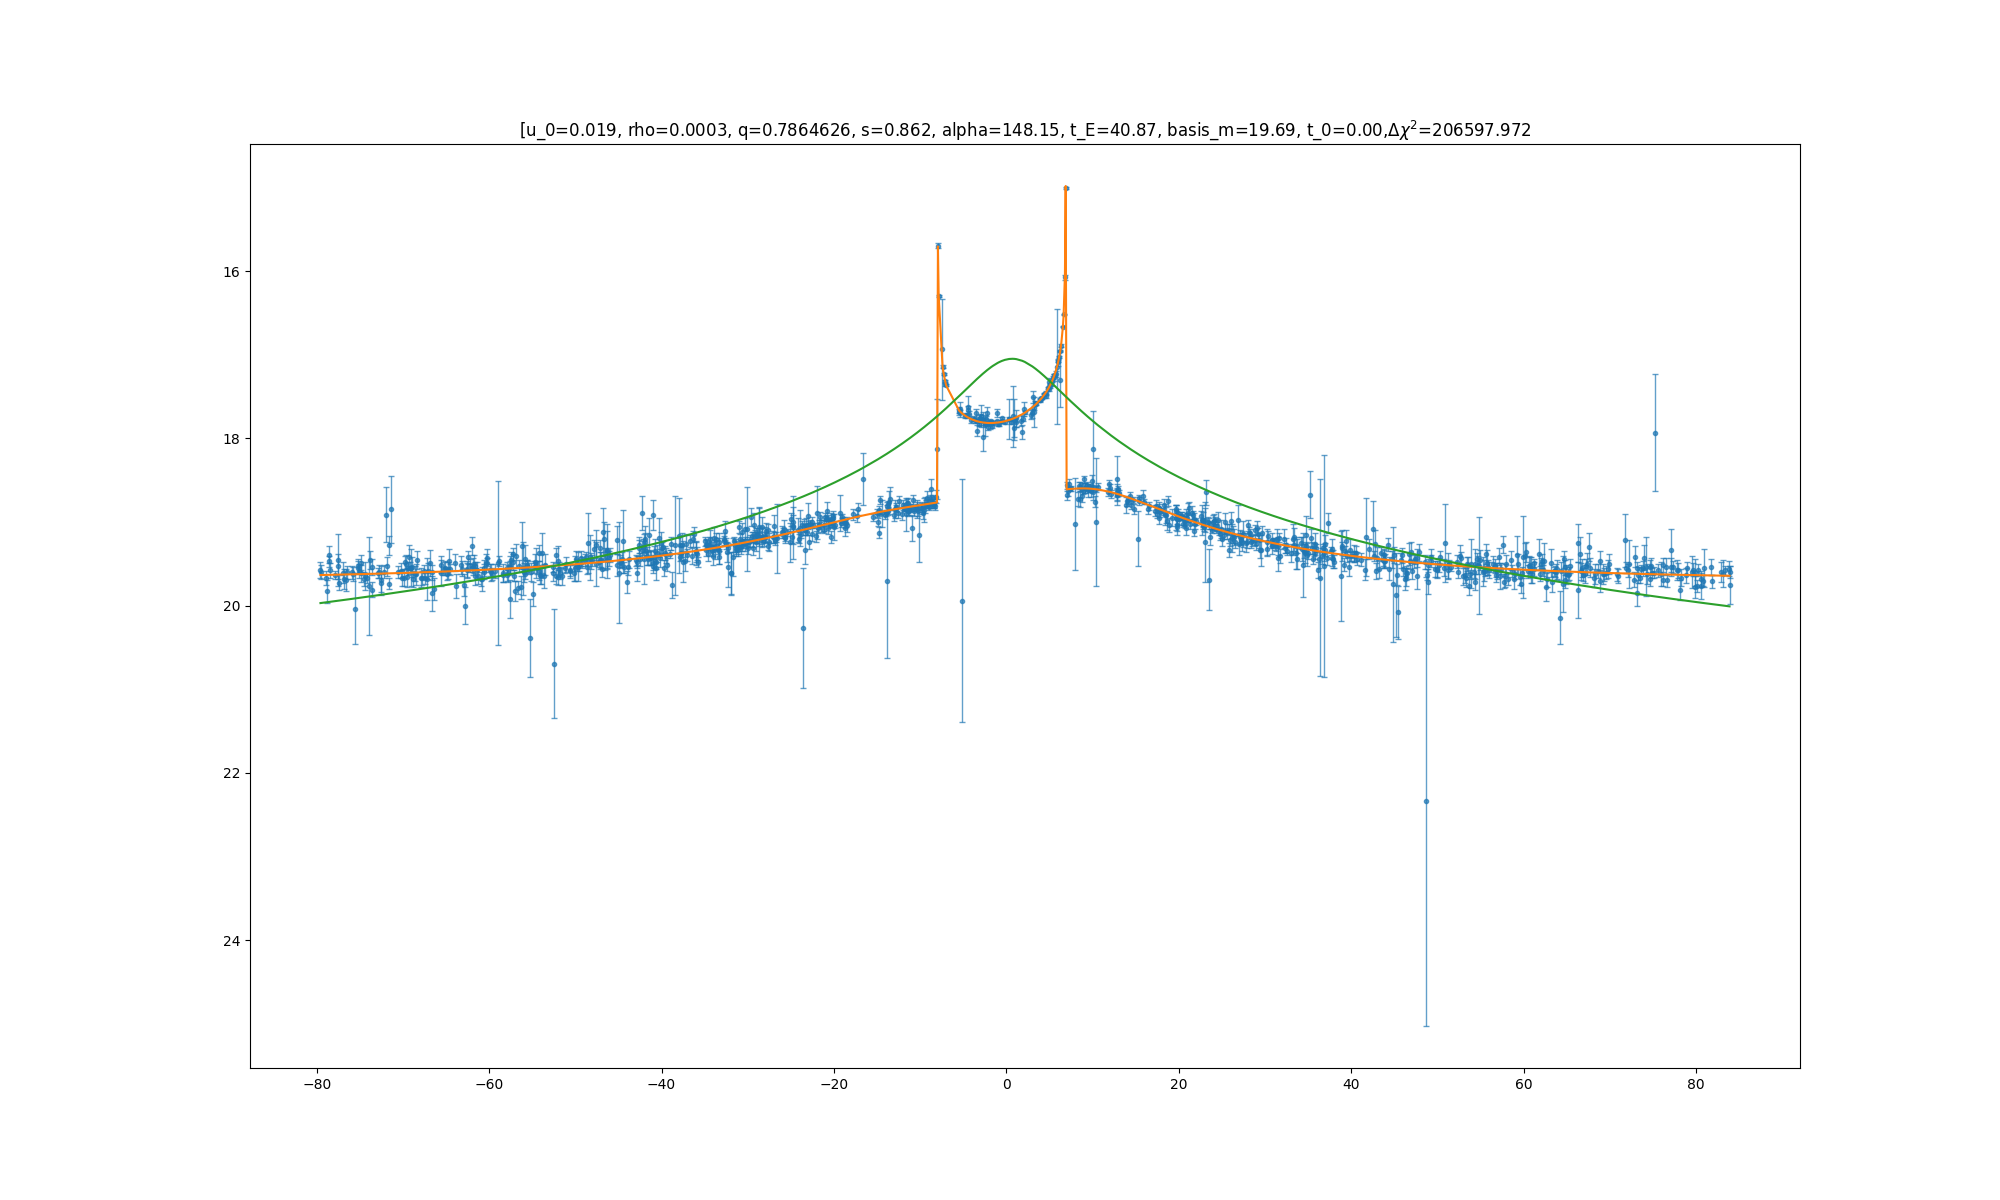 [u_0=0.019, rho=0.0003, q=0.7864626, s=0.862, alpha=148.15, t_E=40.87, basis_m=19.69, t_0=0.00,Δχ²=206597.972
16
18
20
22
24
−80 −60 −40 −20 0 20 40 60 80